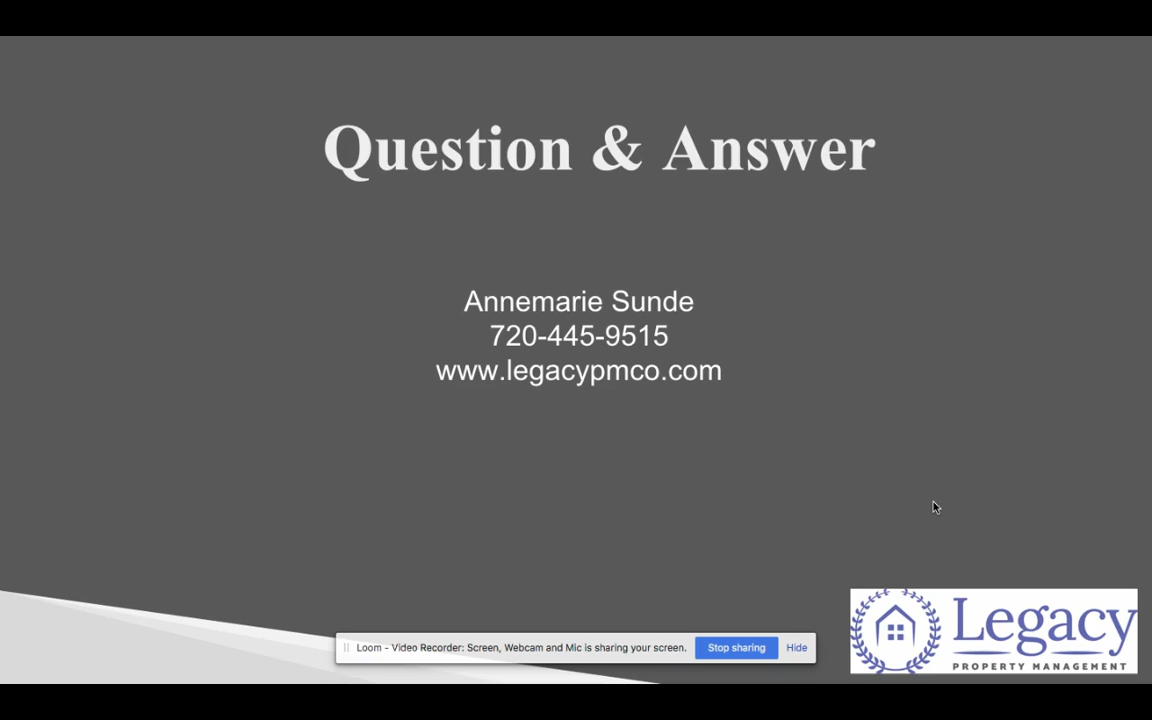 Question & Answer
Annemarie Sunde
720-445-9515
www.legacypmco.com
Loom - Video Recorder: Screen, Webcam and Mic is sharing your screen. Stop sharing Hide
Legacy
PROPERTY MANAGEMENT